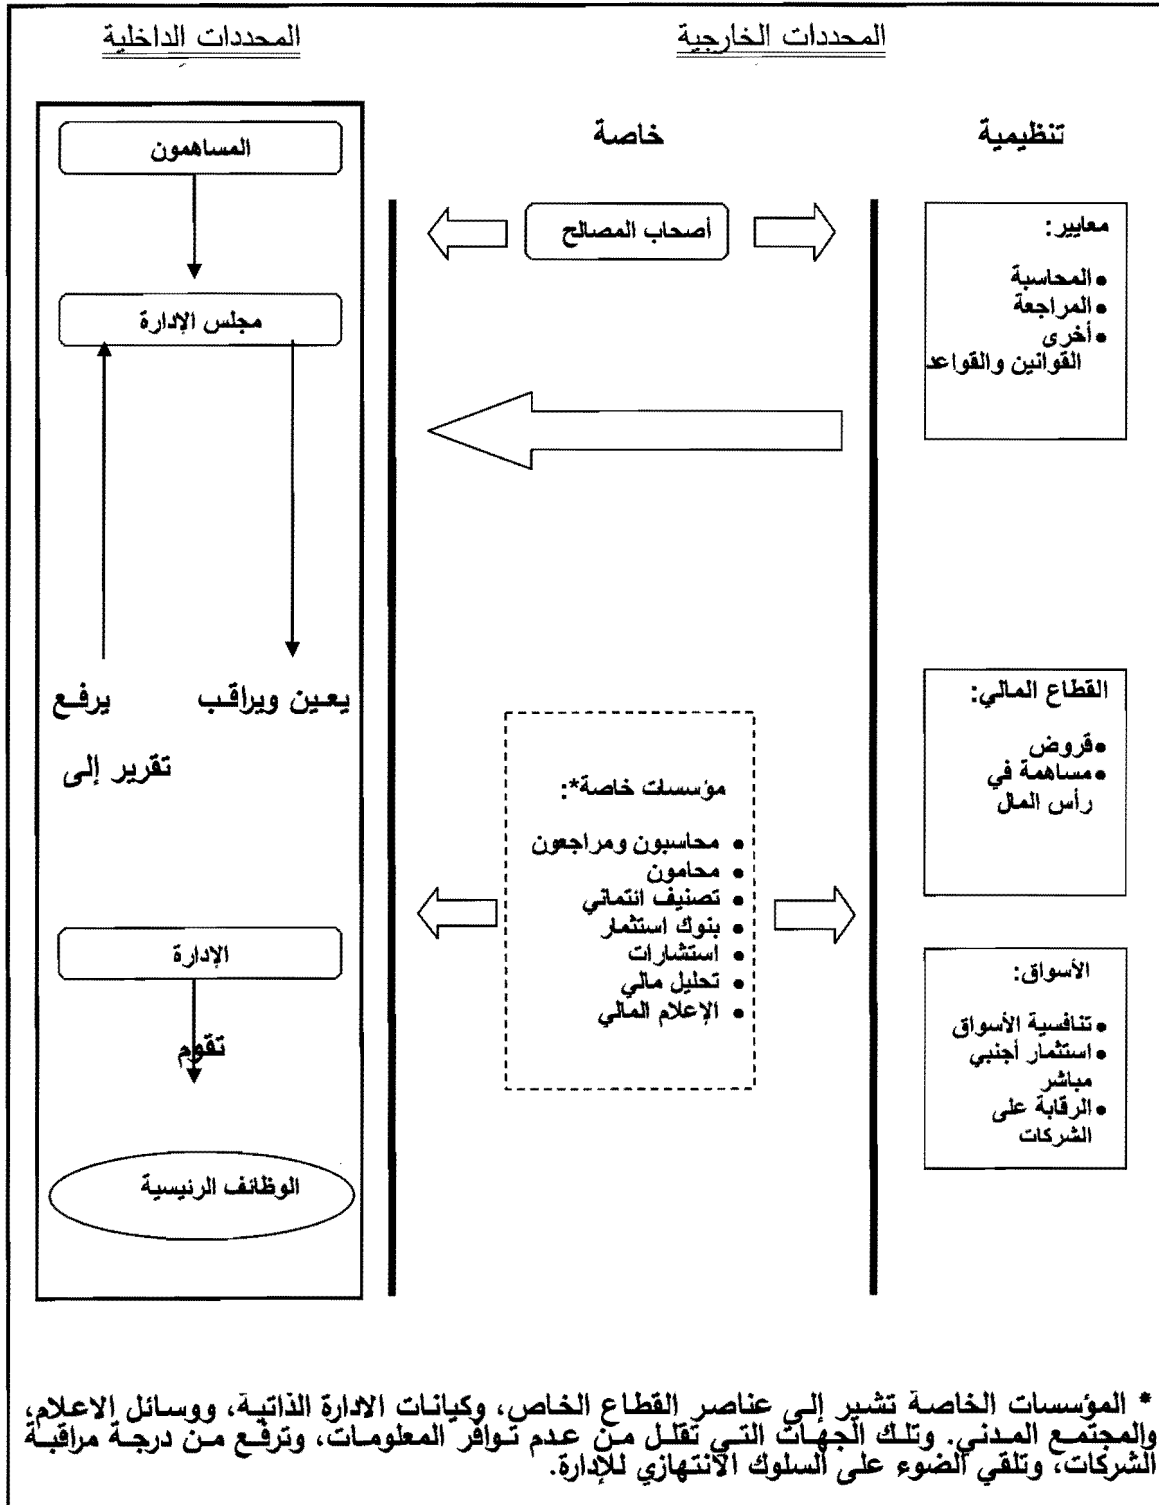 المحددات الخارجية
المحددات الداخلية
تنظيمية
خاصة
معايير:
• المحاسبة
• المراجعة
• أخرى
القوانين والقواعد
القطاع المالي:
• قروض
• مساهمة في
رأس المال
الأسواق:
• تنافسية الأسواق
• استثمار أجنبي
مباشر
• الرقابة على
الشركات
أصحاب المصالح
مؤسسات خاصة*:
• محاسبون ومراجعون
• محامون
• تصنيف ائتماني
• بنوك استثمار
• استشارات
• تحليل مالي
• الإعلام المالي
المساهمون
مجلس الإدارة
يعين ويراقب
يرفع
تقرير إلى
الإدارة
تقوم
الوظائف الرئيسية
* المؤسسات الخاصة تشير إلى عناصر القطاع الخاص، وكيانات الادارة الذاتية، ووسائل الاعلام،
والمجتمع المدني. وتلك الجهات التي تقلل من عدم توافر المعلومات، وترفع من درجة مراقبة
الشركات، وتلقي الضوء على السلوك الانتهازي للإدارة.